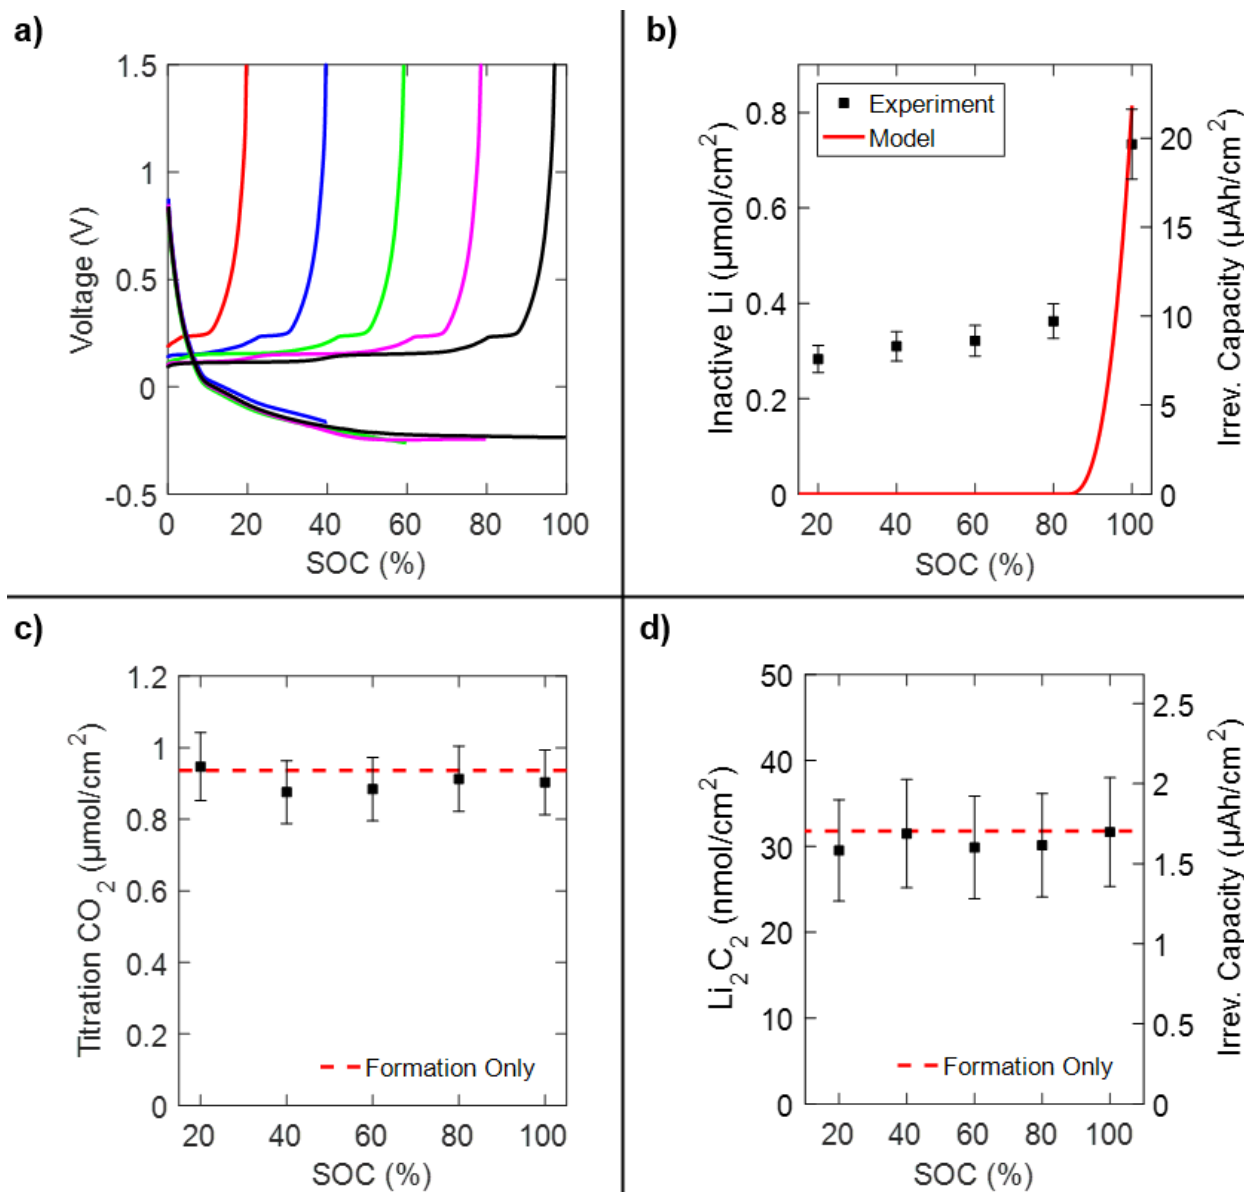 a)
1.5
1
0.5
0
-0.5
Voltage (V)
0 20 40 60 80 100
SOC (%)
b)
Experiment
Model
0.8
0.6
0.4
0.2
0
Inactive Li (µmol/cm²)
20
15
10
5
0
Irrev. Capacity (µAh/cm²)
20 40 60 80 100
SOC (%)
c)
1.2
1
0.8
0.6
0.4
0.2
0
Titration CO₂ (µmol/cm²)
Formation Only
20 40 60 80 100
SOC (%)
d)
50
40
30
20
10
0
Li₂C₂ (nmol/cm²)
2.5
2
1.5
1
0.5
0
Irrev. Capacity (µAh/cm²)
Formation Only
20 40 60 80 100
SOC (%)